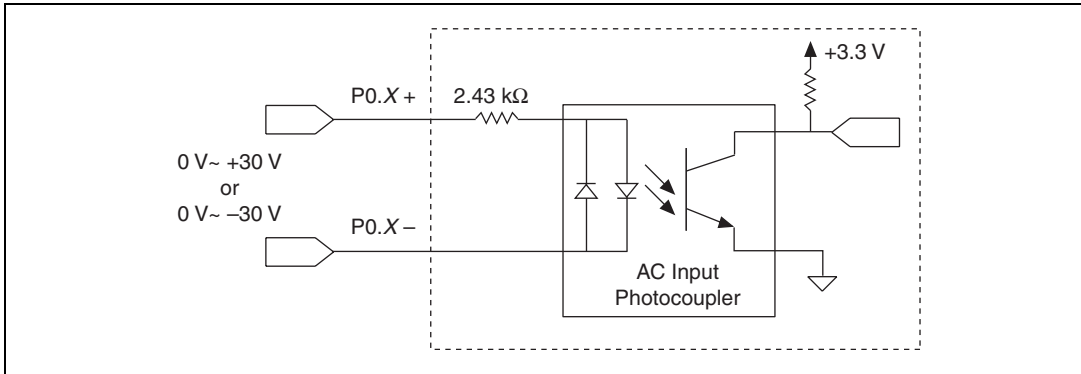 +3.3 V
P0.X +
2.43 kΩ
0 V~ +30 V
or
0 V~ –30 V
P0.X –
AC Input
Photocoupler